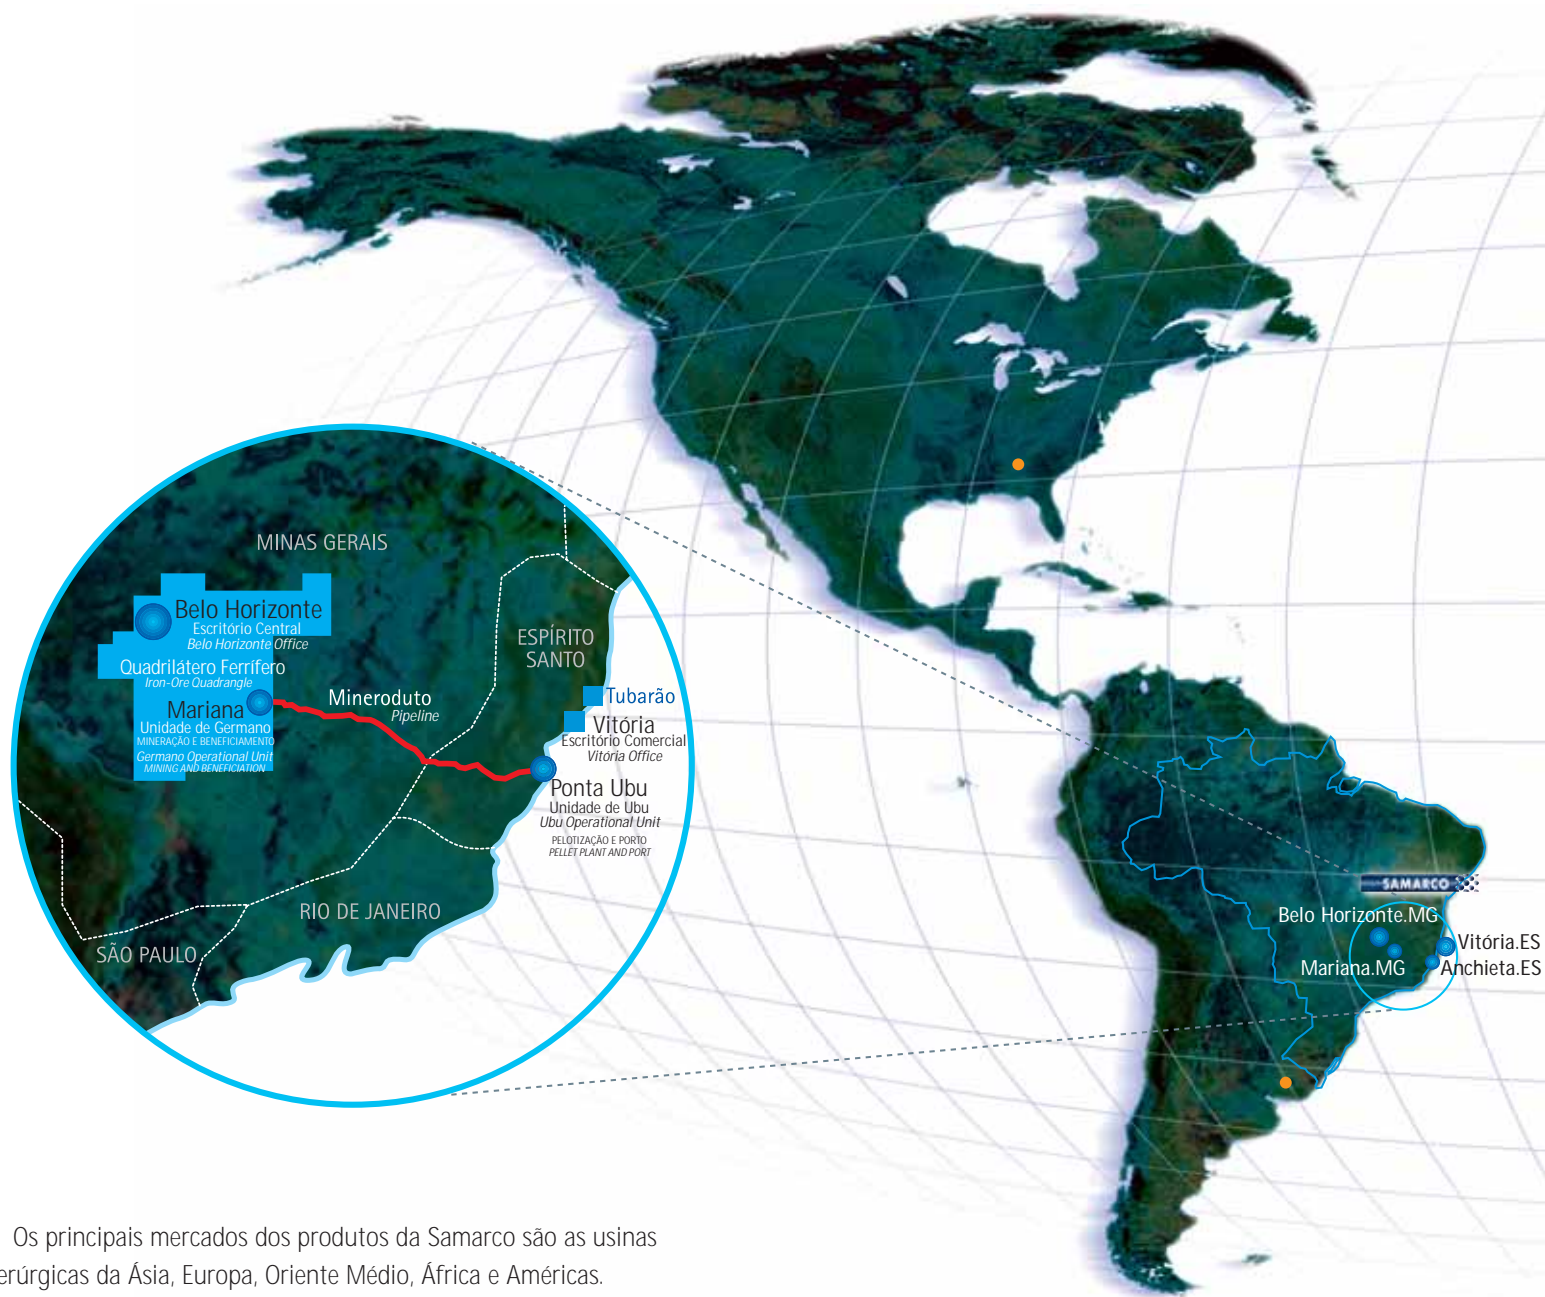 MINAS GERAIS
Belo Horizonte
Escritório Central
Belo Horizonte Office
Quadrilátero Ferrífero
Iron-Ore Quadrangle
Mariana
Unidade de Germano
MINERAÇÃO E BENEFICIAMENTO
Germano Operational Unit
MINING AND BENEFICIATION
Mineroduto
Pipeline
ESPÍRITO
SANTO
Tubarão
Vitória
Escritório Comercial
Vitória Office
Ponta Ubu
Unidade de Ubu
Ubu Operational Unit
PELOTIZAÇÃO E PORTO
PELLET PLANT AND PORT
RIO DE JANEIRO
SÃO PAULO
SAMARCO
Belo Horizonte.MG
Vitória.ES
Mariana.MG
Anchieta.ES
Os principais mercados dos produtos da Samarco são as usinas
erúrgicas da Ásia, Europa, Oriente Médio, África e Américas.